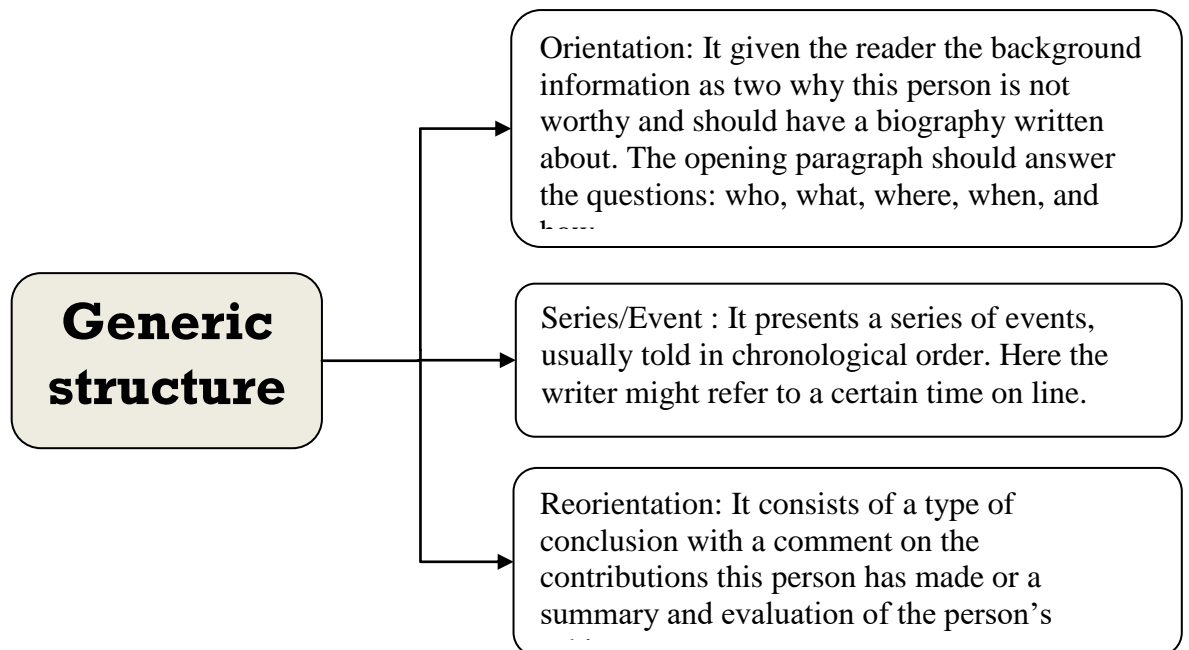 Generic
structure
Orientation: It given the reader the background
information as two why this person is not
worthy and should have a biography written
about. The opening paragraph should answer
the questions: who, what, where, when, and
Series/Event : It presents a series of events,
usually told in chronological order. Here the
writer might refer to a certain time on line.
Reorientation: It consists of a type of
conclusion with a comment on the
contributions this person has made or a
summary and evaluation of the person’s